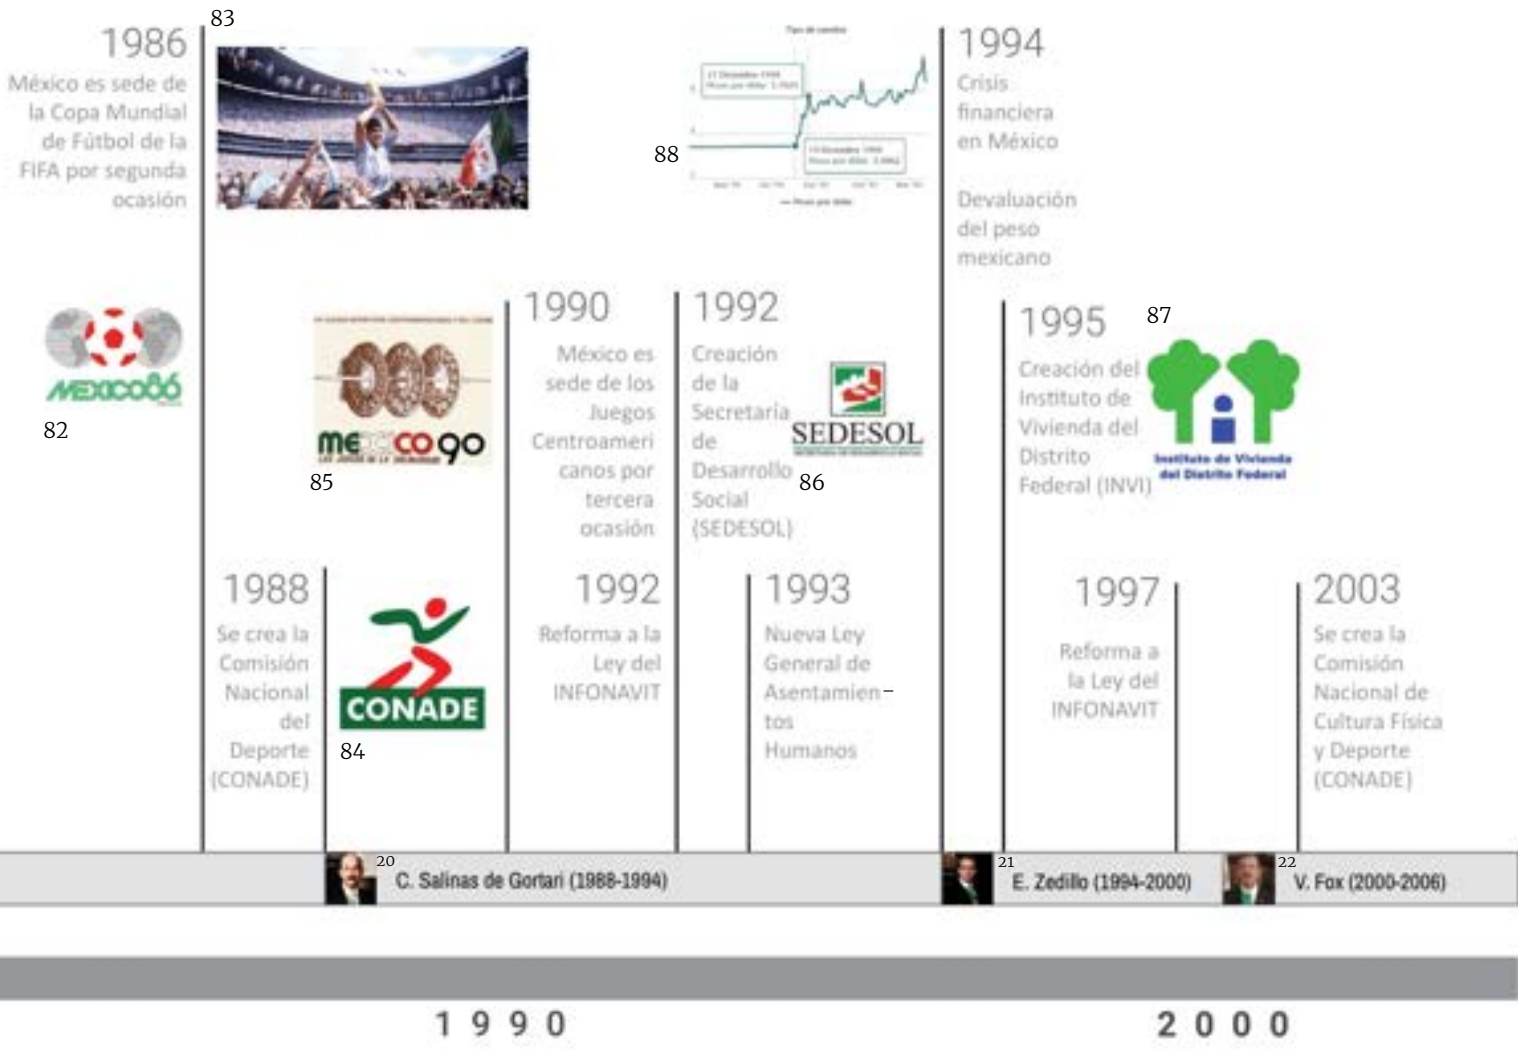 83
1986
México es sede de
la Copa Mundial
de Fútbol de la
FIFA por segunda
ocasión
88
Tipo de cambio
1994
Crisis
financiera
en México
Devaluación
del peso
mexicano
MEXICO86
82
MEXICO 90
85
1990
México es
sede de los
Juegos
Centroameri
canos por
tercera
ocasión
1992
Creación
de la
Secretaría
de
Desarrollo
Social
(SEDESOL)
SEDESOL
86
1995
Creación del
Instituto de
Vivienda del
Distrito
Federal (INVI)
87
Instituto de Vivienda
del Distrito Federal
1988
Se crea la
Comisión
Nacional
del
Deporte
(CONADE)
CONADE
84
1992
Reforma a la
Ley del
INFONAVIT
1993
Nueva Ley
General de
Asentamien-
tos
Humanos
1997
Reforma a
la Ley del
INFONAVIT
2003
Se crea la
Comisión
Nacional de
Cultura Física
y Deporte
(CONADE)
20
C. Salinas de Gortari (1988-1994)
21
E. Zedillo (1994-2000)
22
V. Fox (2000-2006)
1990
2000